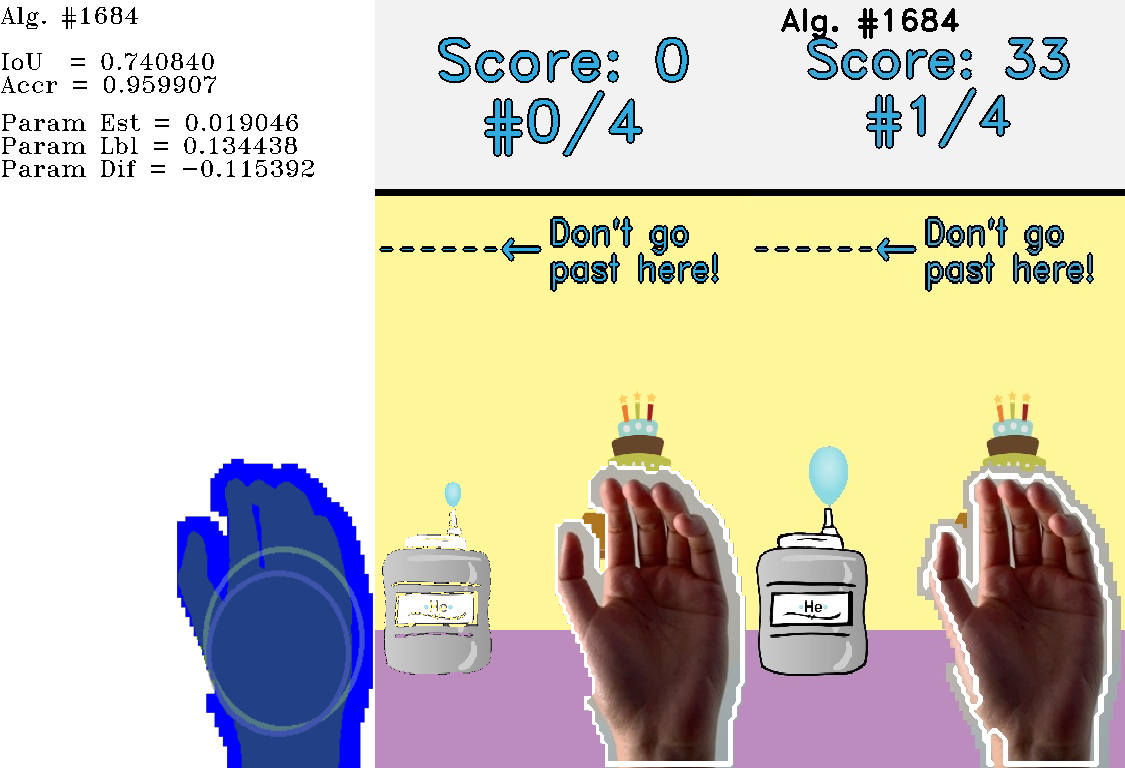 Alg. #1684
IoU = 0.740840
Accr = 0.959907
Param Est = 0.019046
Param Lbl = 0.134438
Param Dif = −0.115392
Score: 0
#0/4
------← Don't go
past here!
He
Alg. #1684
Score: 33
#1/4
------← Don't go
past here!
•He•